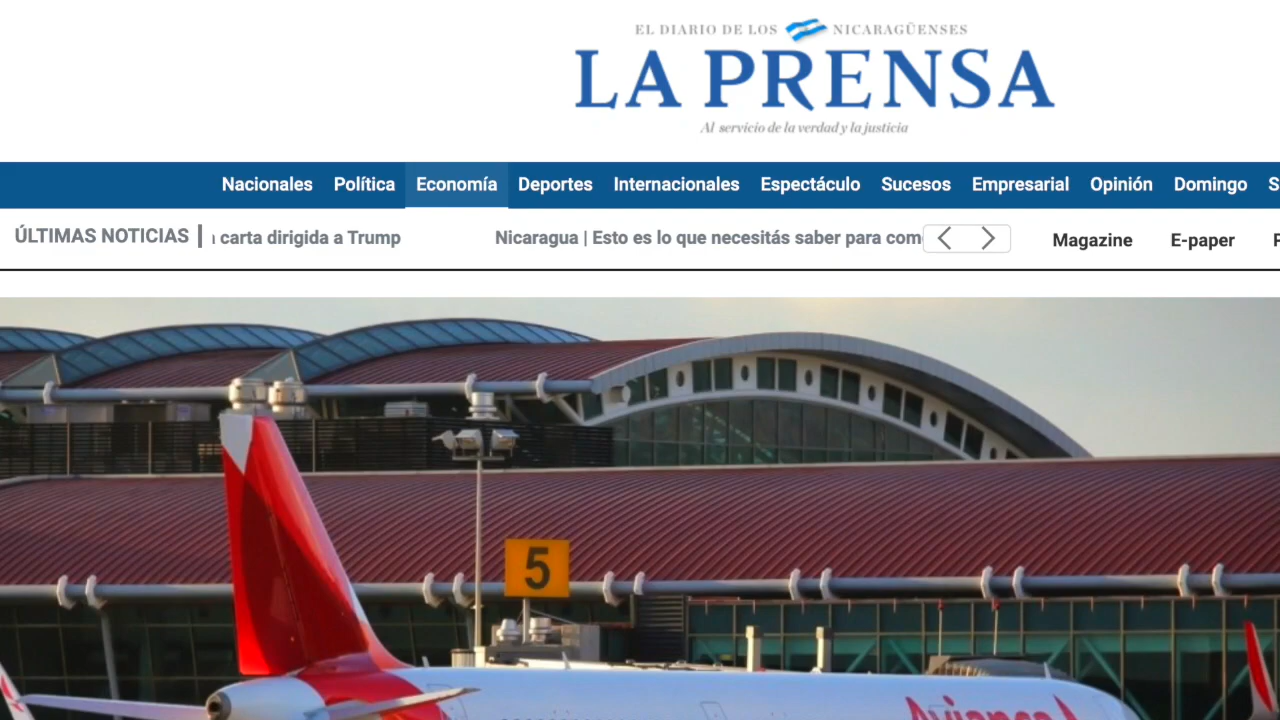 EL DIARIO DE LOS NICARAGÜENSES
LA PRENSA
Al servicio de la verdad y la justicia
Nacionales Política Economía Deportes Internacionales Espectáculo Sucesos Empresarial Opinión Domingo
ÚLTIMAS NOTICIAS carta dirigida a Trump Nicaragua | Esto es lo que necesitás saber para com Magazine E-paper
5
Avianca